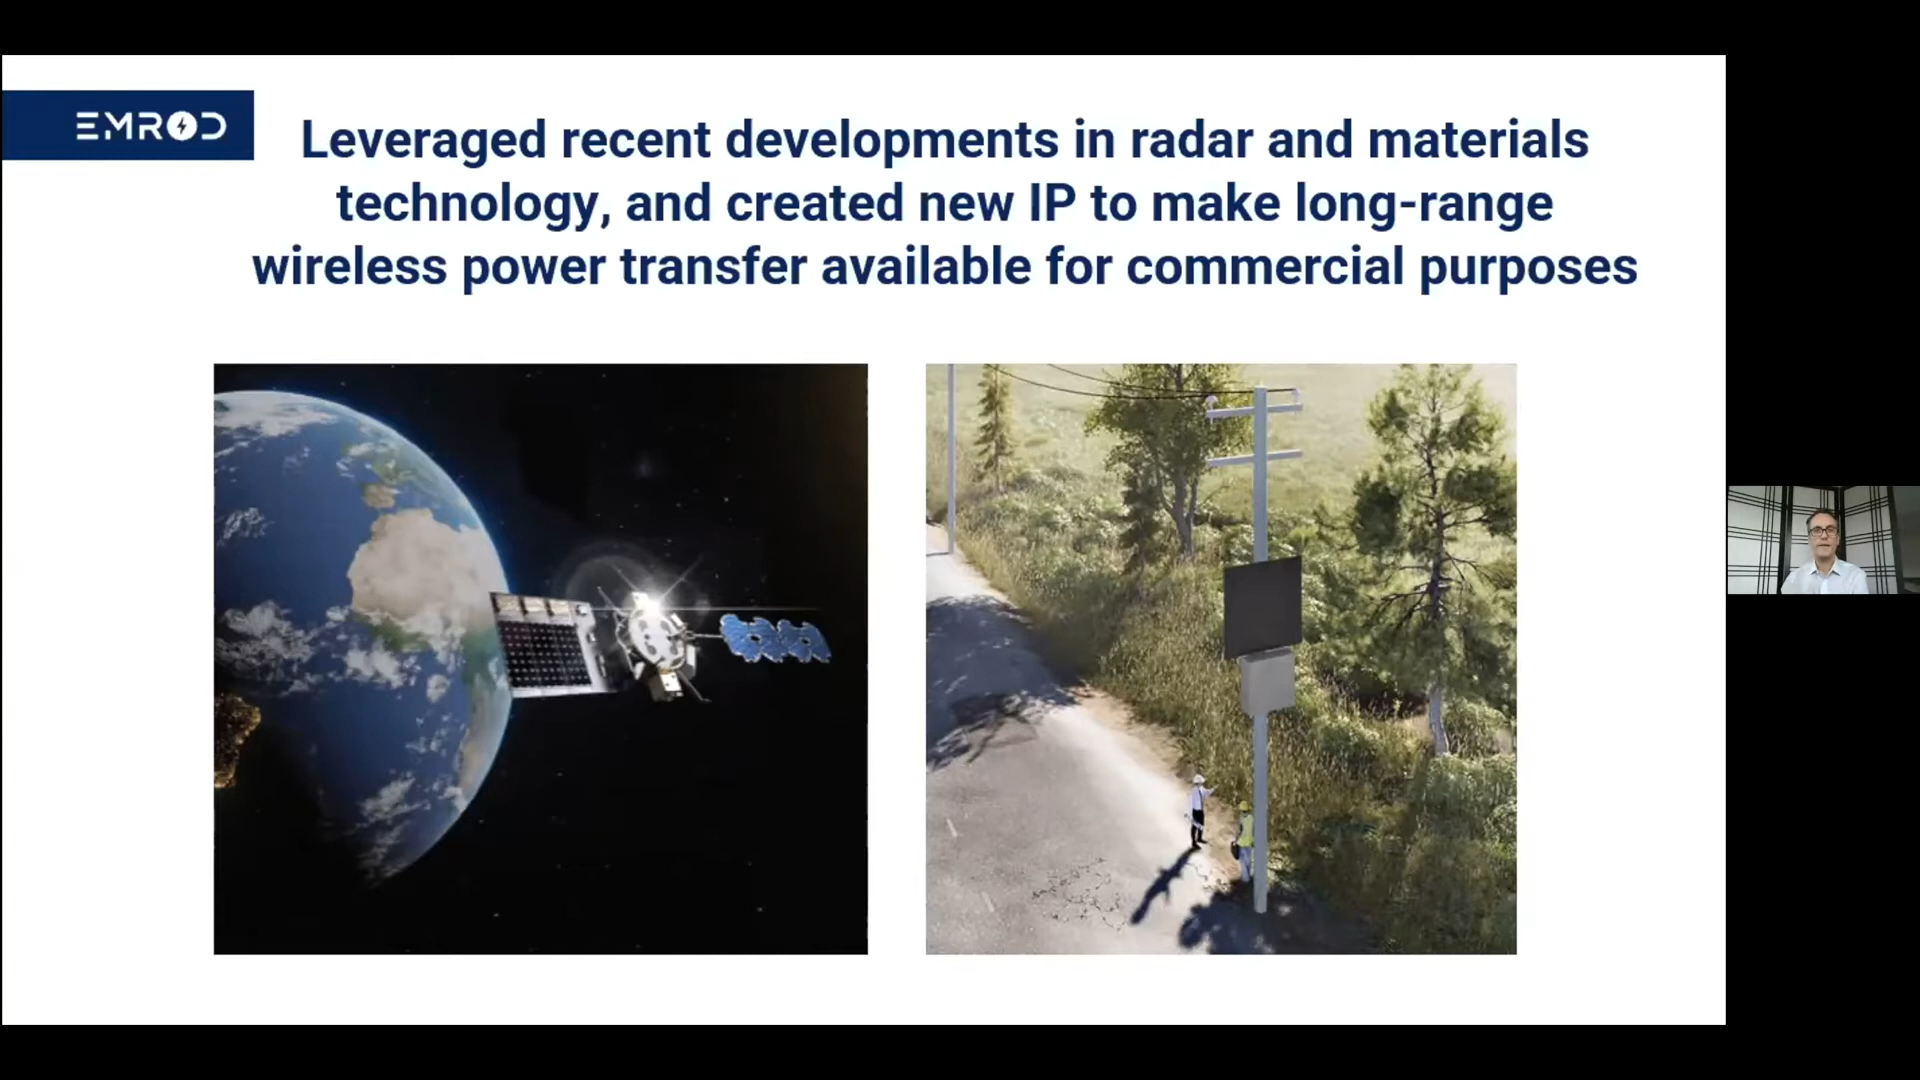 EMROD
Leveraged recent developments in radar and materials
technology, and created new IP to make long-range
wireless power transfer available for commercial purposes